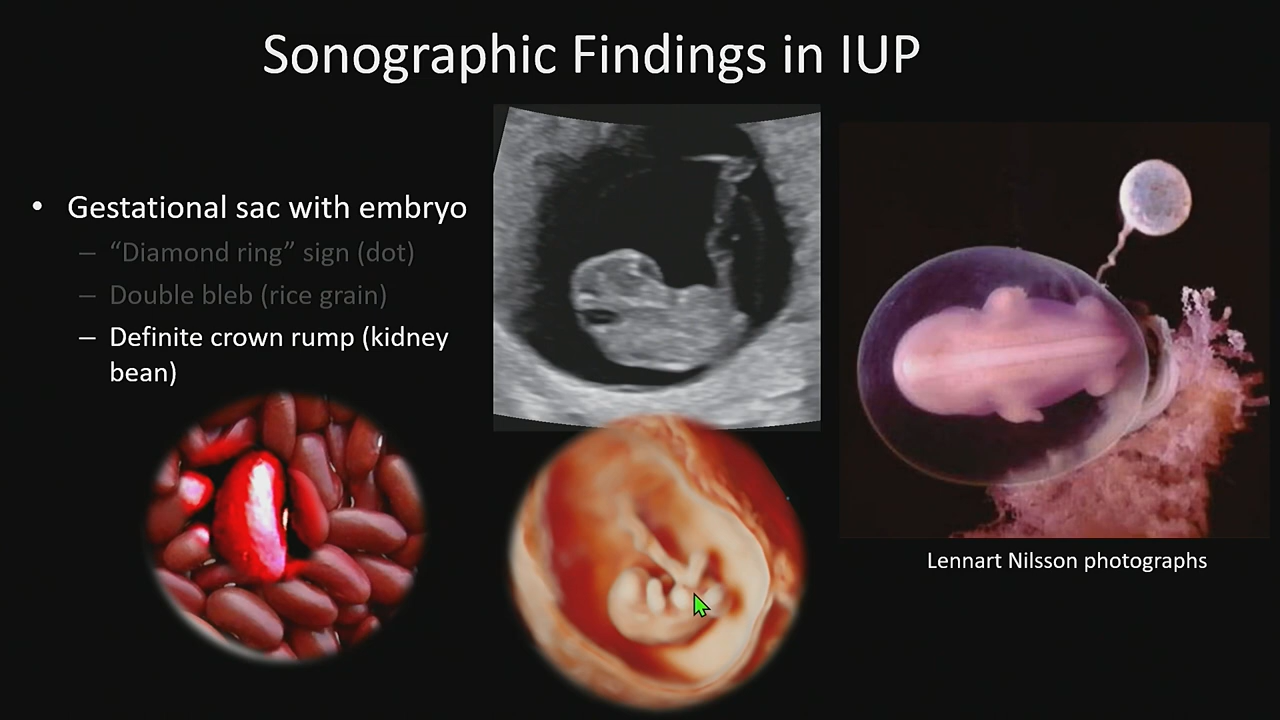 Sonographic Findings in IUP
• Gestational sac with embryo
– “Diamond ring” sign (dot)
– Double bleb (rice grain)
– Definite crown rump (kidney
bean)
Lennart Nilsson photographs